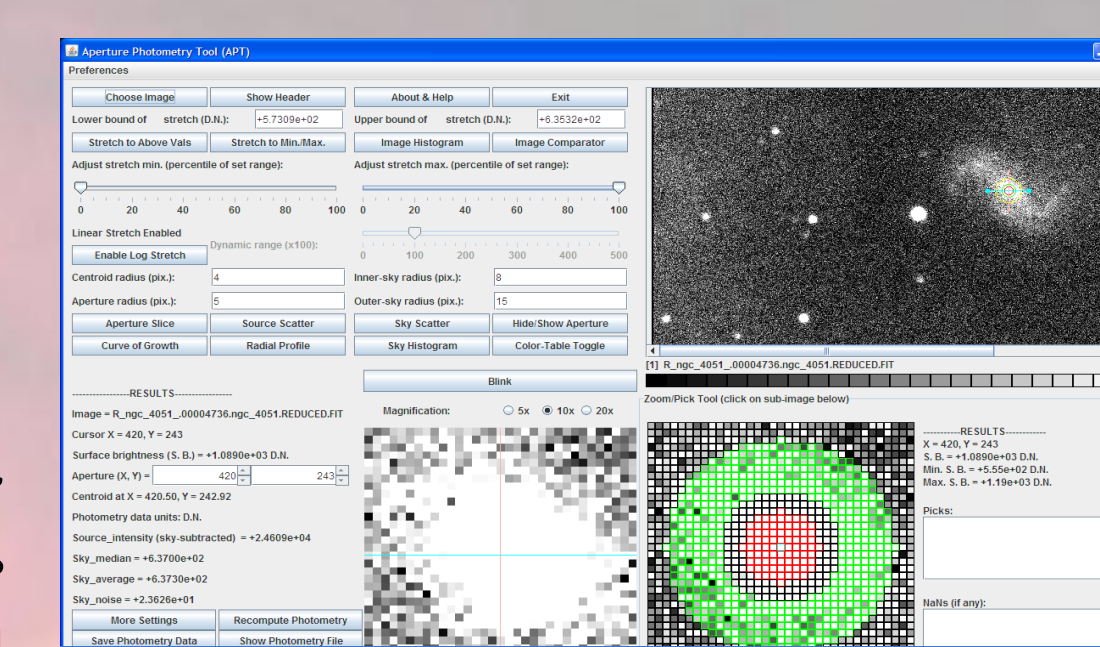 Aperture Photometry Tool (APT)
Preferences
Choose Image Show Header About & Help Exit
Lower bound of stretch (D.N.): +5.7309e+02 Upper bound of stretch (D.N.): +6.3532e+02
Stretch to Above Vals Stretch to Min./Max. Image Histogram Image Comparator
Adjust stretch min. (percentile of set range): Adjust stretch max. (percentile of set range):
0 20 40 60 80 100 0 20 40 60 80 100
Linear Stretch Enabled
Enable Log Stretch Dynamic range (x100): 0 100 200 300 400 500
Centroid radius (pix.): 4 Inner-sky radius (pix.): 8
Aperture radius (pix.): 5 Outer-sky radius (pix.): 15
Aperture Slice Source Scatter Sky Scatter Hide/Show Aperture
Curve of Growth Radial Profile Sky Histogram Color-Table Toggle
[1] R_ngc_4051_.00004736.ngc_4051.REDUCED.FIT
Blink
-----------------RESULTS-----------------
Magnification: 5x 10x 20x
Image = R_ngc_4051_.00004736.ngc_4051.REDUCED.FIT
Cursor X = 420, Y = 243
Surface brightness (S. B.) = +1.0890e+03 D.N.
Aperture (X, Y) = 420 243
Centroid at X = 420.50, Y = 242.92
Photometry data units: D.N.
Source_intensity (sky-subtracted) = +2.4609e+04
Sky_median = +6.3700e+02
Sky_average = +6.3730e+02
Sky_noise = +2.3626e+01
More Settings Recompute Photometry
Save Photometry Data Show Photometry File
Zoom/Pick Tool (click on sub-image below)
-----------RESULTS-----------
X = 420, Y = 243
S. B. = +1.0890e+03 D.N.
Min. S. B. = +5.55e+02 D.N.
Max. S. B. = +1.19e+03 D.N.
Picks:
NaNs (if any):